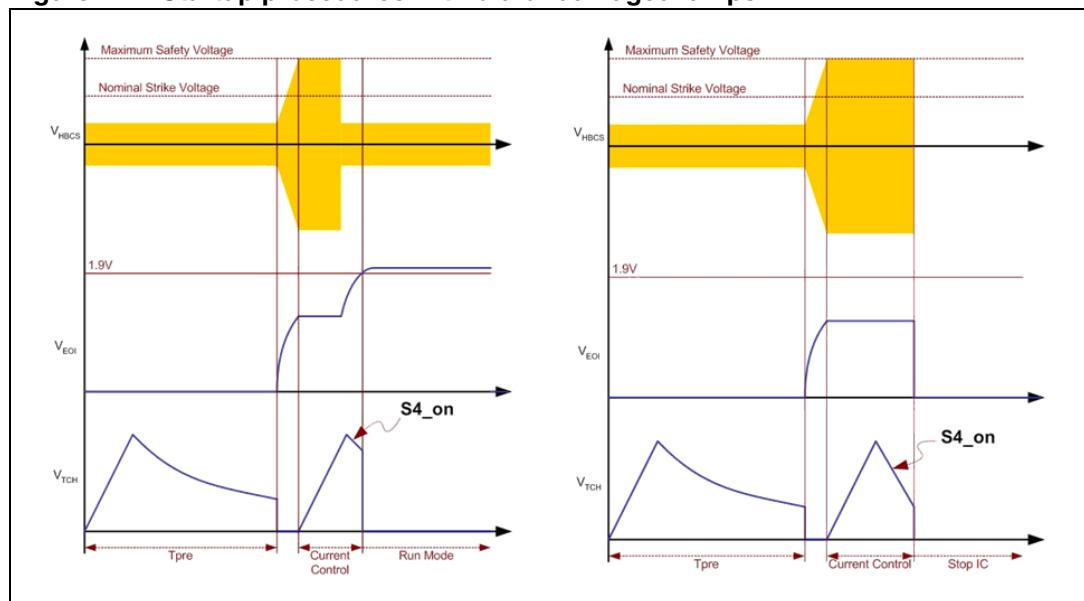 Maximum Safety Voltage
Nominal Strike Voltage
VHBCS
1.9V
VEOI
S4_on
VTCH
Tpre
Current Control
Run Mode
Maximum Safety Voltage
Nominal Strike Voltage
VHBCS
1.9V
VEOI
S4_on
VTCH
Tpre
Current Control
Stop IC